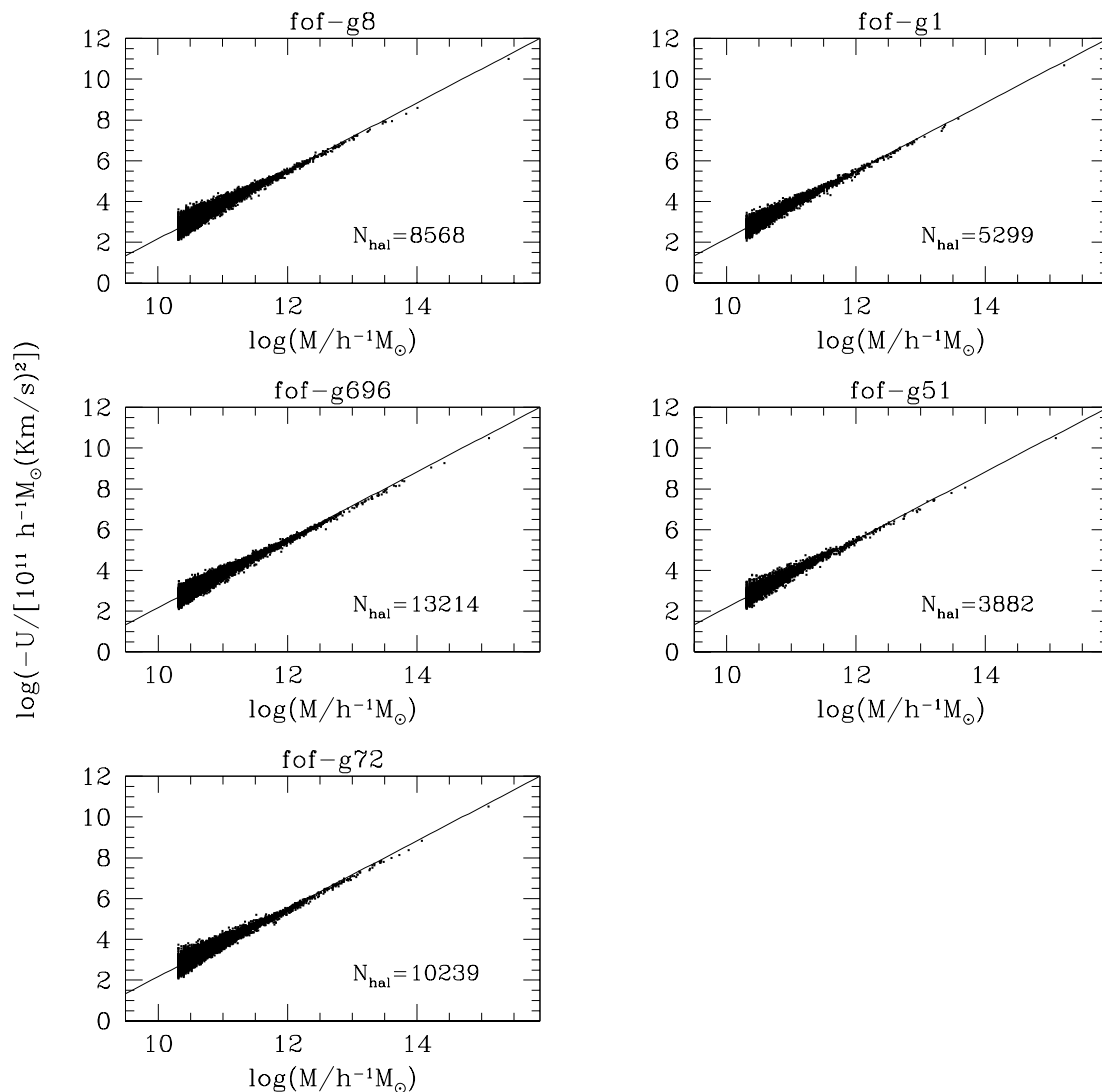 fof-g8
12
10
8
6
4
2
0
N_hal=8568
10 12 14
log(M/h⁻¹M⊙)
fof-g1
12
10
8
6
4
2
0
N_hal=5299
10 12 14
log(M/h⁻¹M⊙)
log(-U/[10¹¹ h⁻¹M⊙(Km/s)²])
fof-g696
12
10
8
6
4
2
0
N_hal=13214
10 12 14
log(M/h⁻¹M⊙)
fof-g51
12
10
8
6
4
2
0
N_hal=3882
10 12 14
log(M/h⁻¹M⊙)
fof-g72
12
10
8
6
4
2
0
N_hal=10239
10 12 14
log(M/h⁻¹M⊙)